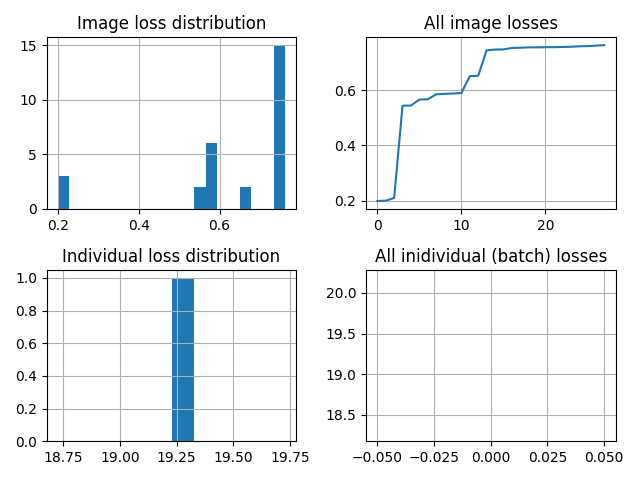 Image loss distribution
All image losses
15
10
5
0
0.2 0.4 0.6
0.6
0.4
0.2
0 10 20
Individual loss distribution
All inidividual (batch) losses
1.0
0.8
0.6
0.4
0.2
0.0
18.75 19.00 19.25 19.50 19.75
20.0
19.5
19.0
18.5
−0.050 −0.025 0.000 0.025 0.050